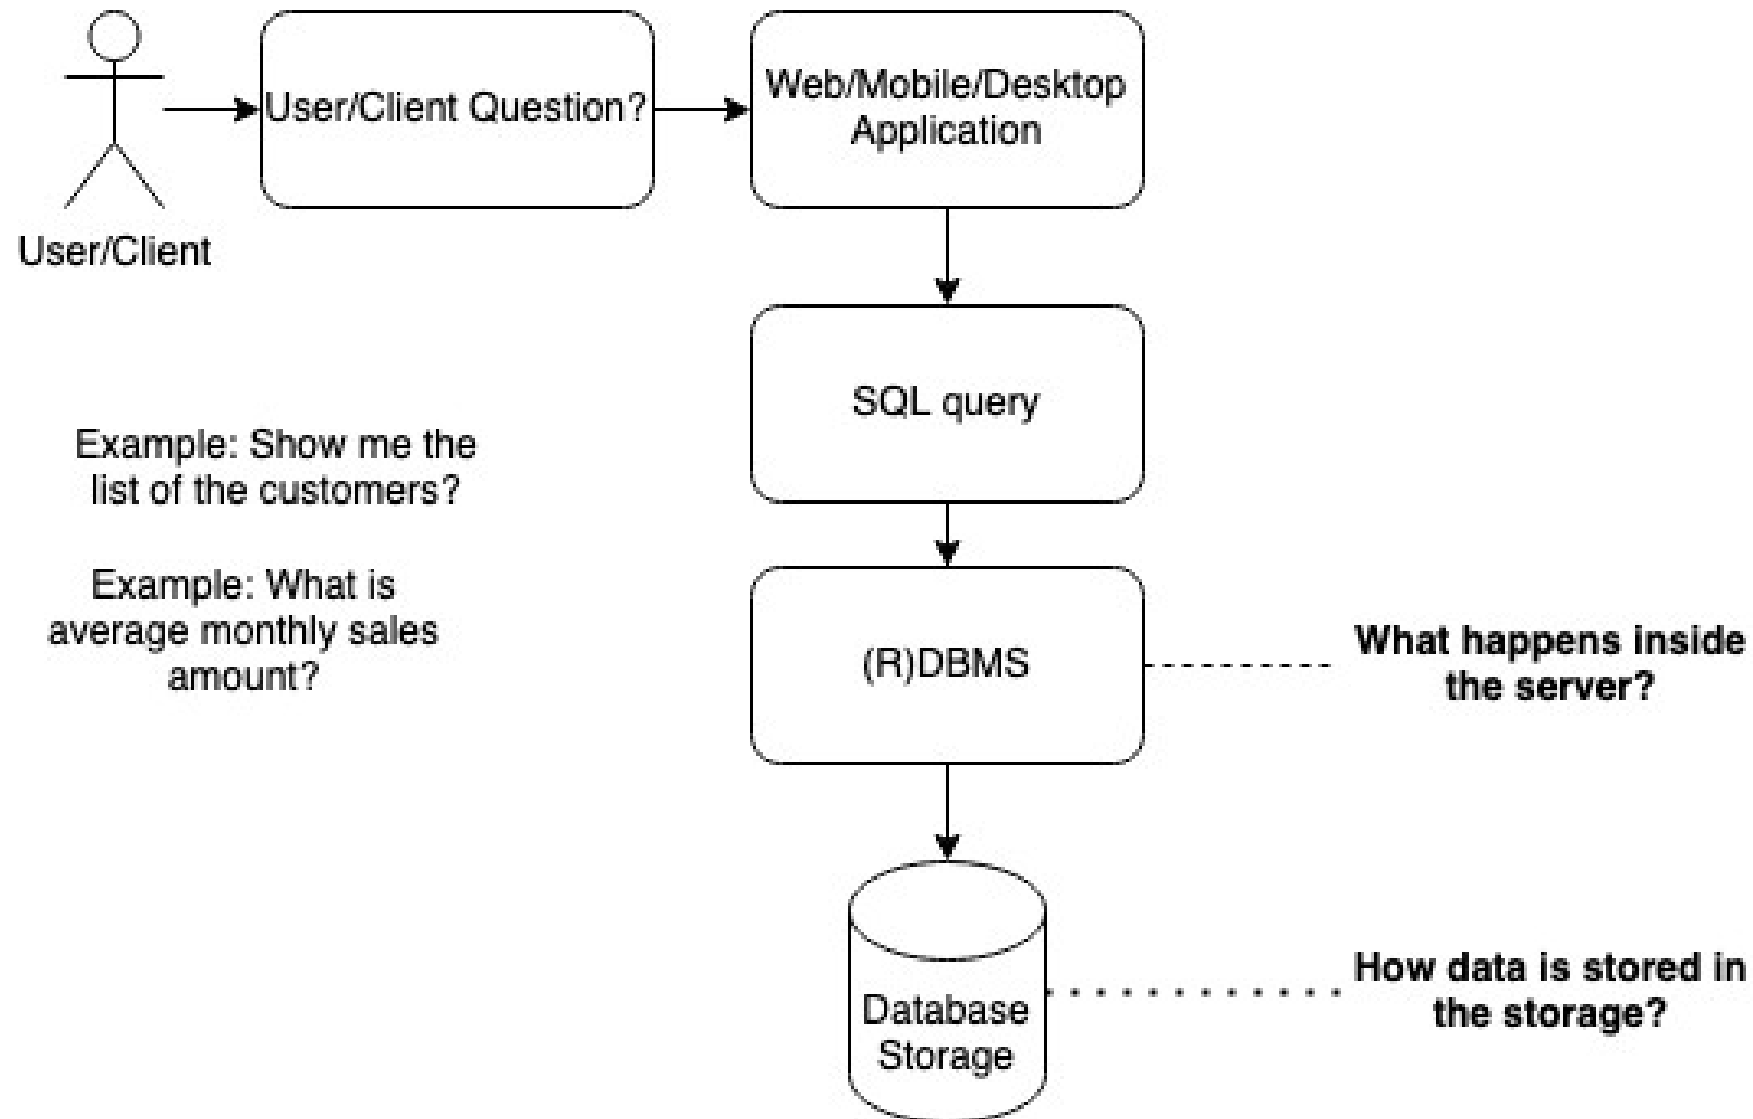 User/Client Question?
Web/Mobile/Desktop
Application
User/Client
SQL query
Example: Show me the
list of the customers?
Example: What is
average monthly sales
amount?
(R)DBMS
What happens inside
the server?
Database
Storage
How data is stored in
the storage?